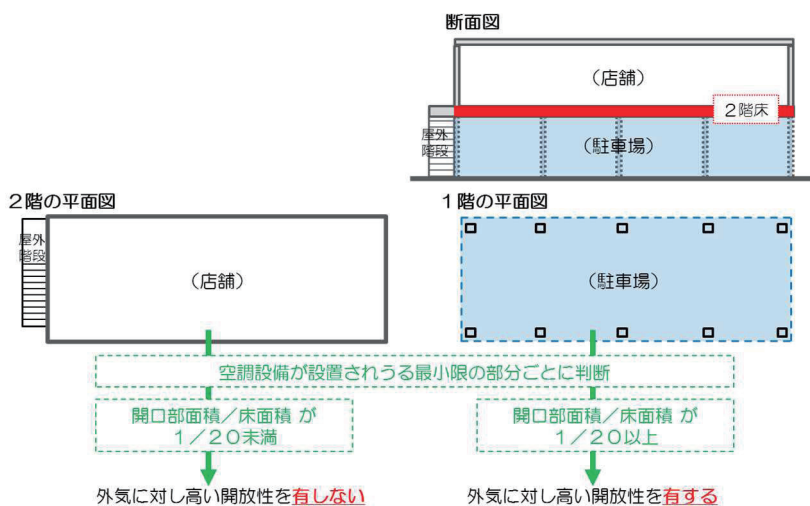 断面図
（店舗）
２階床
屋外
階段
（駐車場）
２階の平面図
１階の平面図
屋外
階段
（店舗）
（駐車場）
空調設備が設置されうる最小限の部分ごとに判断
開口部面積／床面積 が
１／２０未満
開口部面積／床面積 が
１／２０以上
外気に対し高い開放性を有しない
外気に対し高い開放性を有する